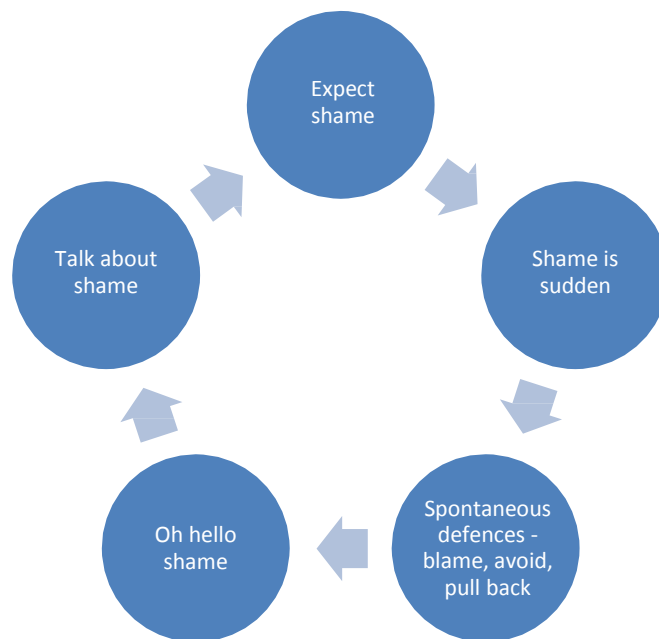 Expect
shame
Shame is
sudden
Spontaneous
defences -
blame, avoid,
pull back
Oh hello
shame
Talk about
shame